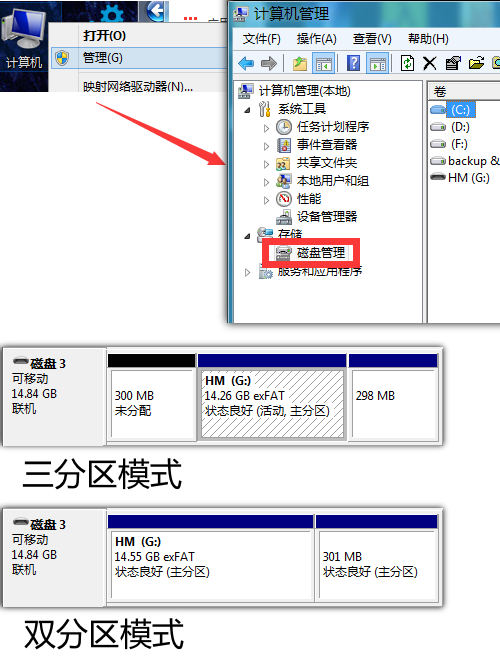 打开(O)
计算机
管理(G)
映射网络驱动器(N)...
计算机管理
文件(F) 操作(A) 查看(V) 帮助(H)
计算机管理(本地)
系统工具
任务计划程序
事件查看器
共享文件夹
本地用户和组
性能
设备管理器
存储
磁盘管理
服务和应用程序
卷
(C:)
(D:)
(F:)
backup &
HM (G:)
磁盘 3
可移动
14.84 GB
联机
300 MB
未分配
HM (G:)
14.26 GB exFAT
状态良好 (活动, 主分区)
298 MB
三分区模式
磁盘 3
可移动
14.84 GB
联机
HM (G:)
14.55 GB exFAT
状态良好 (主分区)
301 MB
状态良好 (主分区)
双分区模式